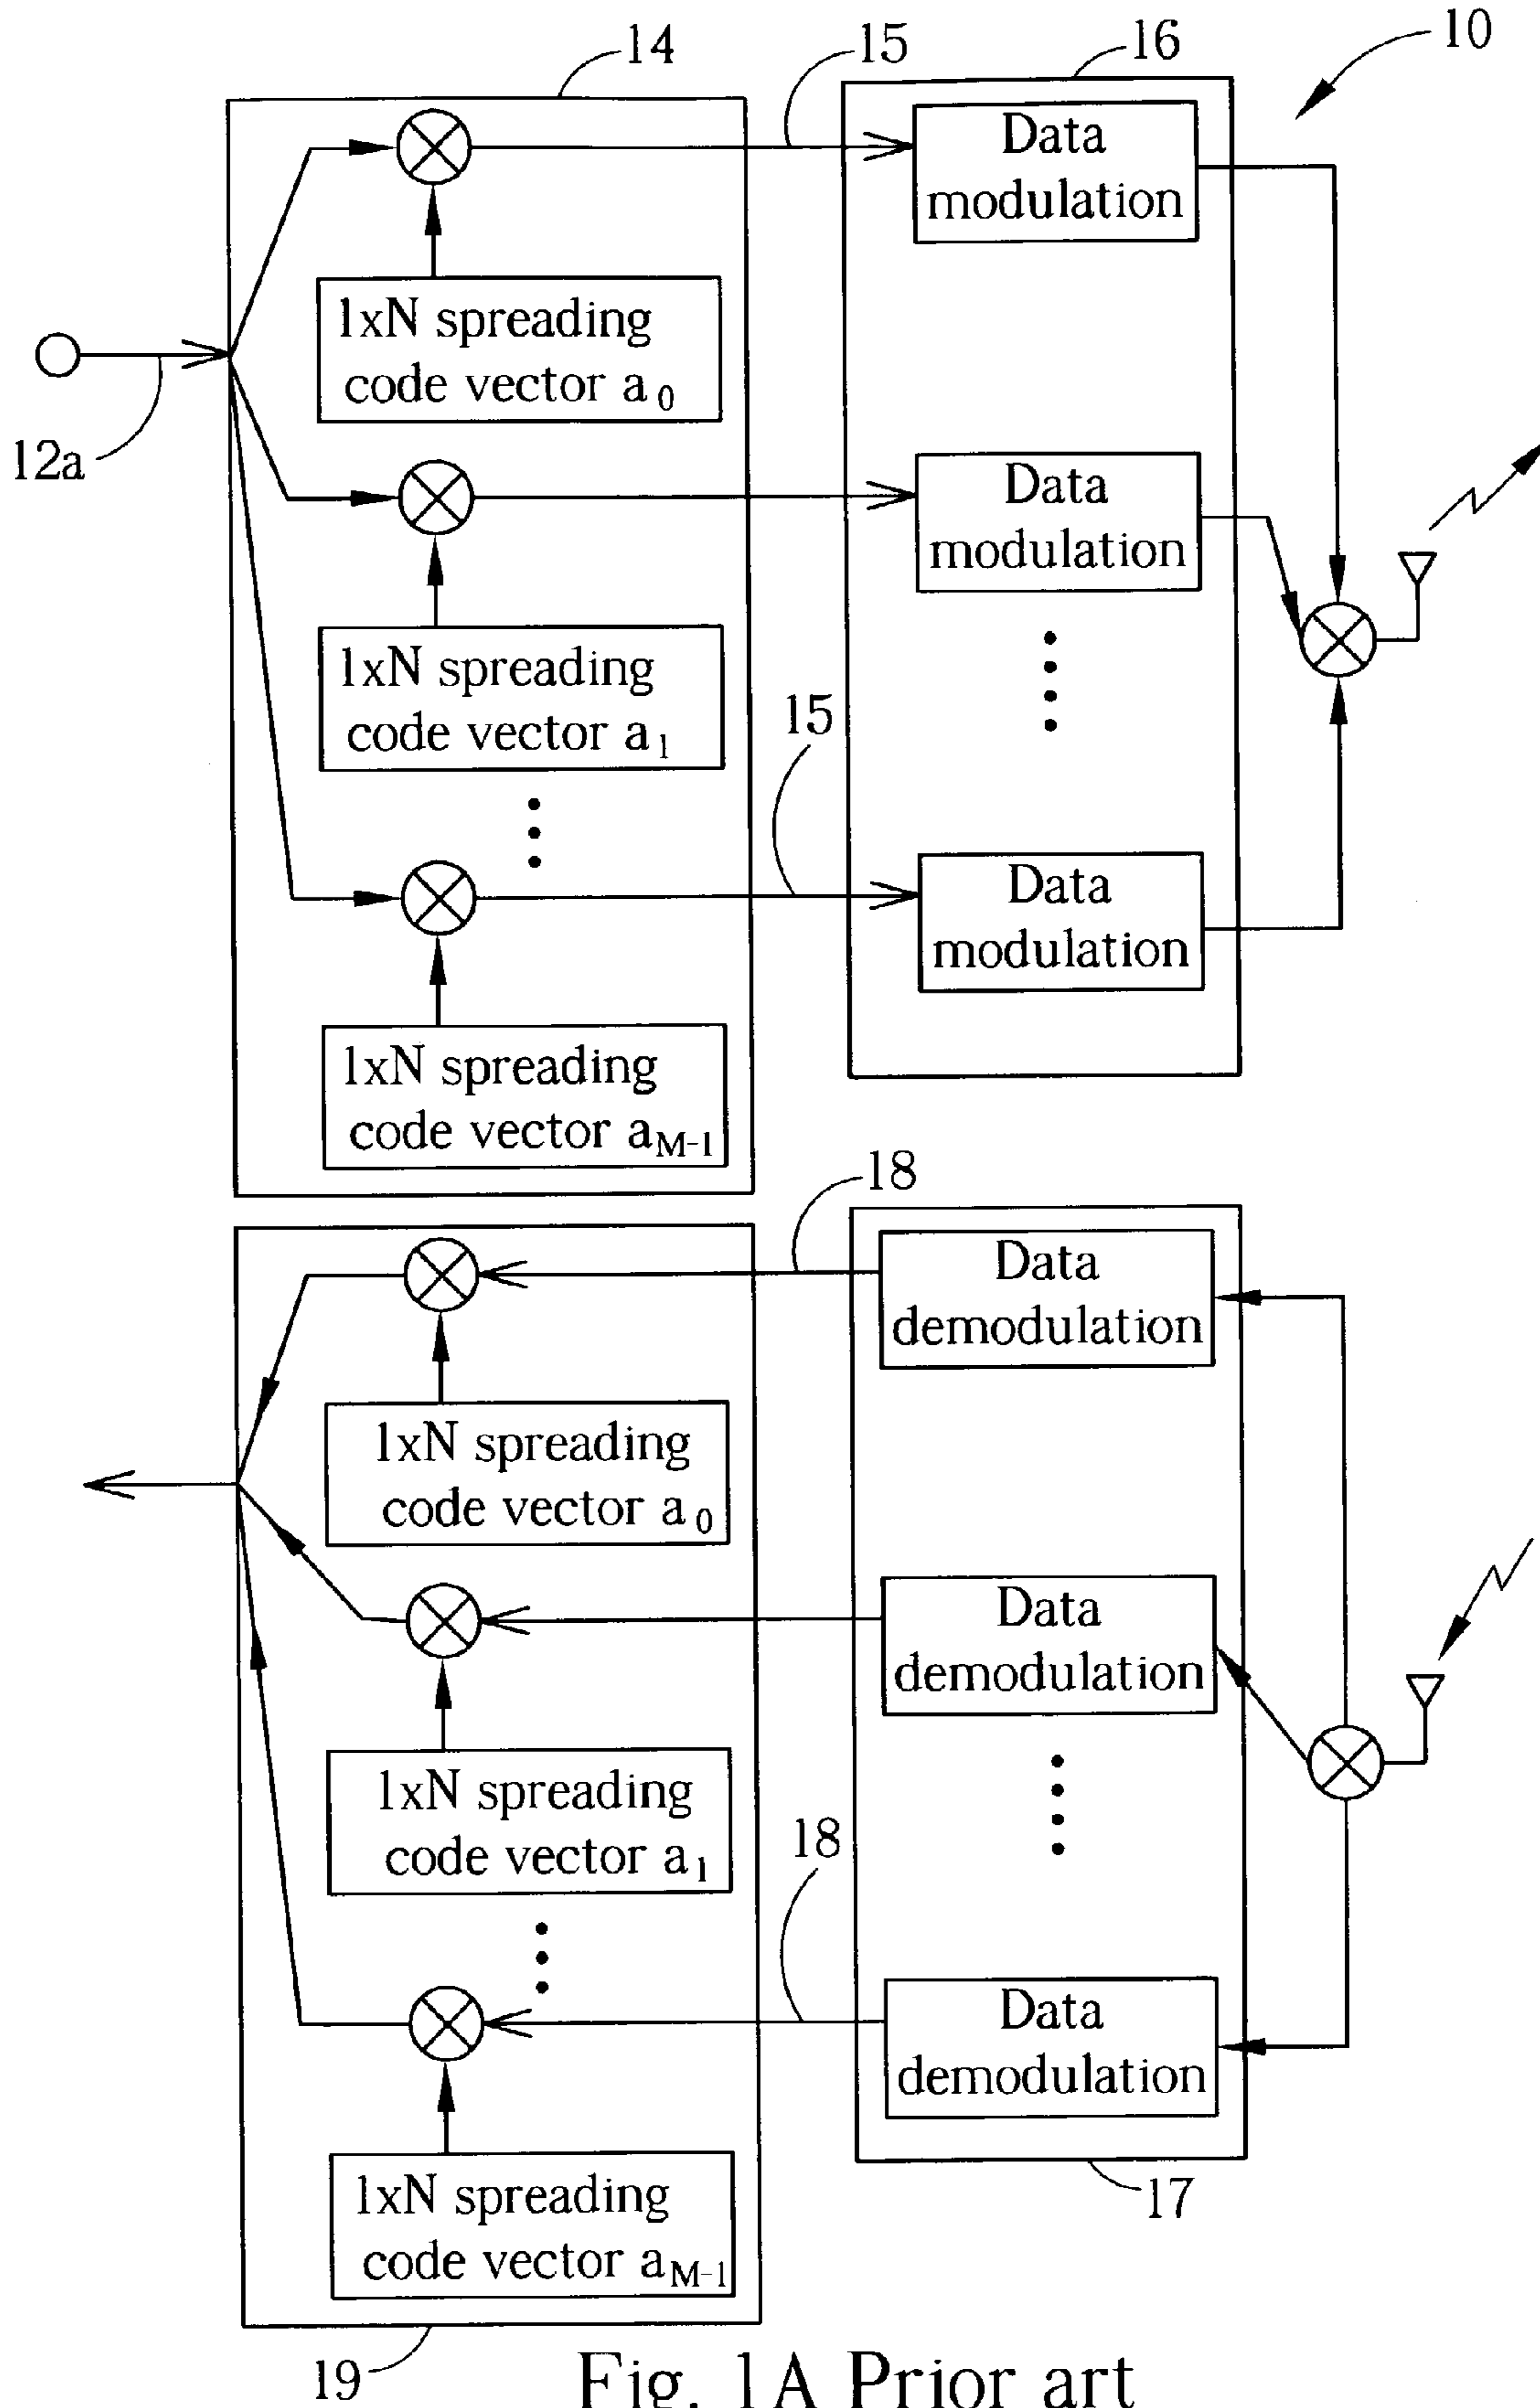 14
15
16
10
Data
modulation
1xN spreading
code vector a0
12a
Data
modulation
1xN spreading
code vector a1
15
Data
modulation
1xN spreading
code vector aM-1
18
Data
demodulation
1xN spreading
code vector a0
Data
demodulation
1xN spreading
code vector a1
18
Data
demodulation
1xN spreading
code vector aM-1
17
19
Fig. 1A Prior art